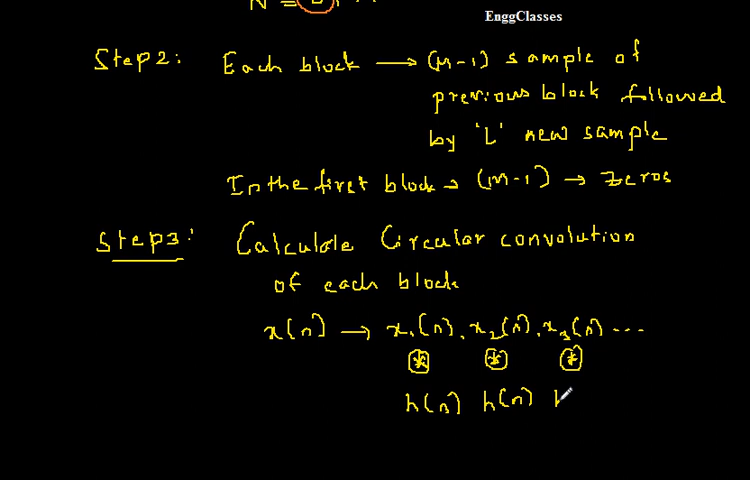 N =
EnggClasses
Step2: Each block → (M-1) sample of
previous block followed
by 'L' new sample
In the first block → (M-1) → zeros
Step3: Calculate Circular convolution
of each block
x(n) → x₁(n), x₂(n), x₃(n) ...
⊛ ⊛ ⊛
h(n) h(n)